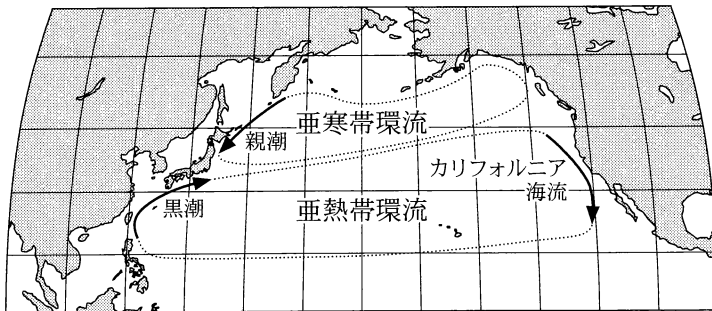 亜寒帯環流
親潮
カリフォルニア
海流
黒潮
亜熱帯環流